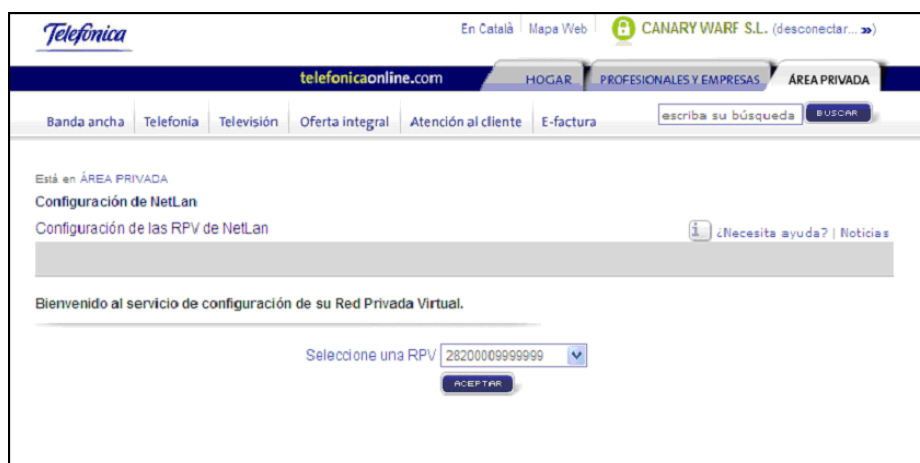 Telefónica
En Català Mapa Web CANARY WARF S.L. (desconectar... »)
telefonicaonline.com HOGAR PROFESIONALES Y EMPRESAS ÁREA PRIVADA
Banda ancha Telefonía Televisión Oferta integral Atención al cliente E-factura escriba su búsqueda BUSCAR
Está en ÁREA PRIVADA
Configuración de NetLan
Configuración de las RPV de NetLan
i ¿Necesita ayuda? | Noticias
Bienvenido al servicio de configuración de su Red Privada Virtual.
Seleccione una RPV 28200009999999
ACEPTAR